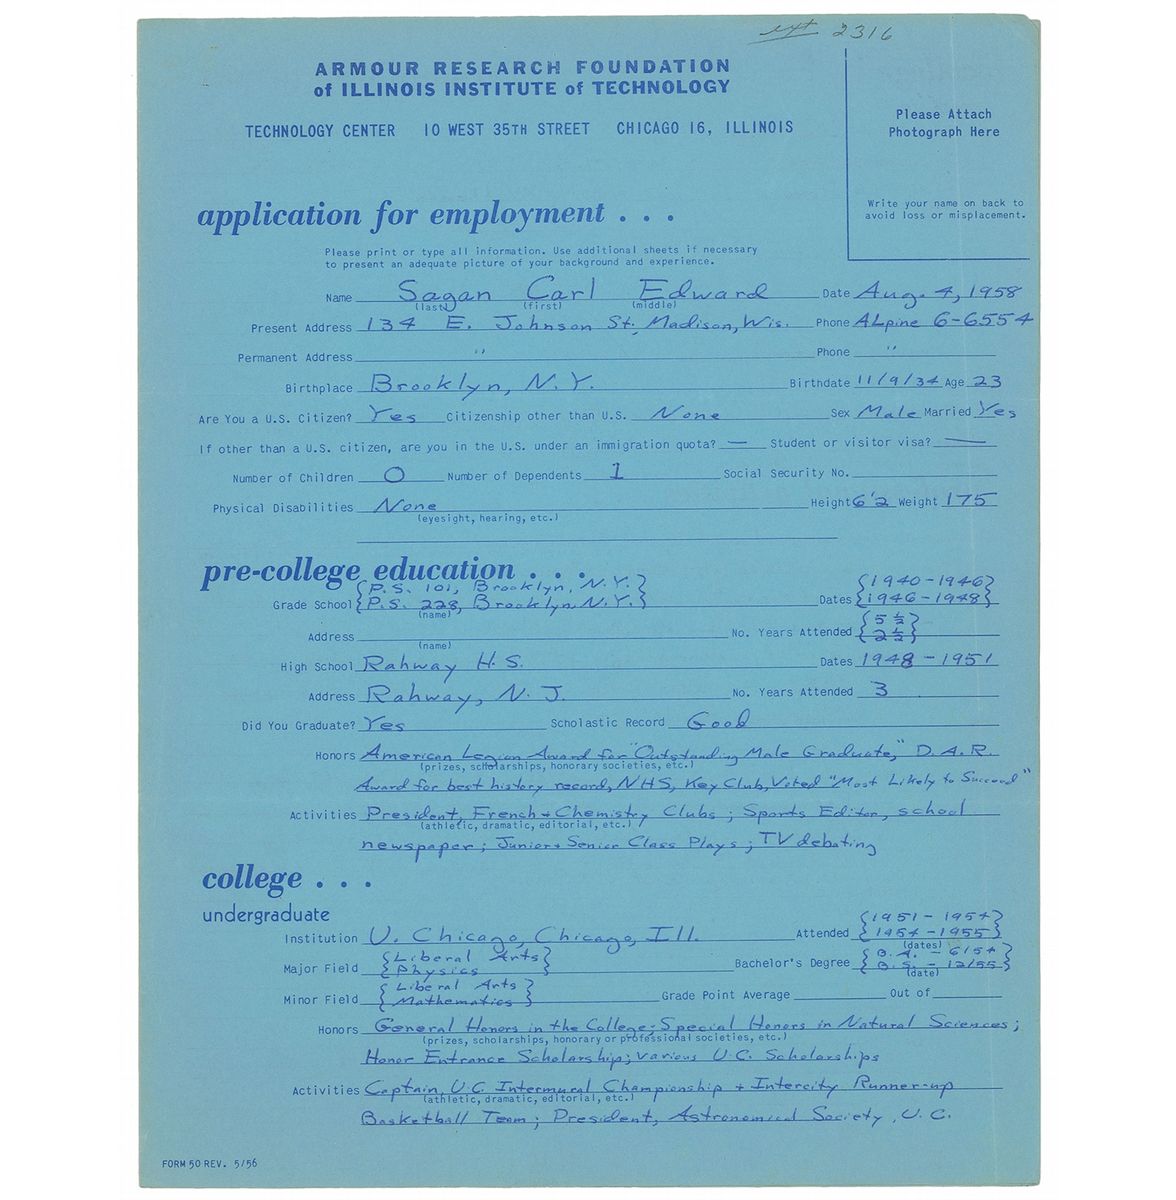 ext 2316
ARMOUR RESEARCH FOUNDATION
of ILLINOIS INSTITUTE of TECHNOLOGY
TECHNOLOGY CENTER 10 WEST 35TH STREET CHICAGO 16, ILLINOIS
Please Attach
Photograph Here
Write your name on back to
avoid loss or misplacement.
application for employment . . .
Please print or type all information. Use additional sheets if necessary
to present an adequate picture of your background and experience.
Name Sagan Carl Edward Date Aug. 4, 1958
(last) (first) (middle)
Present Address 134 E. Johnson St., Madison, Wis. Phone ALpine 6-6554
Permanent Address " Phone "
Birthplace Brooklyn, N.Y. Birthdate 11/9/34 Age 23
Are You a U.S. Citizen? Yes Citizenship other than U.S. None Sex Male Married Yes
If other than a U.S. citizen, are you in the U.S. under an immigration quota? — Student or visitor visa? —
Number of Children 0 Number of Dependents 1 Social Security No.
Physical Disabilities None Height 6'2 Weight 175
(eyesight, hearing, etc.)
pre-college education . . .
{P.S. 101, Brooklyn, N.Y.} {1940-1946}
Grade School {P.S. 228, Brooklyn, N.Y.} Dates {1946-1948}
(name)
{5 ½}
Address No. Years Attended {2 ½}
(name)
High School Rahway H.S. Dates 1948-1951
Address Rahway, N.J. No. Years Attended 3
Did You Graduate? Yes Scholastic Record Good
Honors American Legion Award for "Outstanding Male Graduate," D.A.R.
(prizes, scholarships, honorary societies, etc.)
Award for best history record, NHS, Key Club, Voted "Most Likely to Succeed"
Activities President, French + Chemistry Clubs; Sports Editor, school
(athletic, dramatic, editorial, etc.)
newspaper; Junior + Senior Class Plays; TV debating
college . . .
undergraduate
{1951-1954}
Institution U. Chicago, Chicago, Ill. Attended {1954-1955}
(dates)
{Liberal Arts} {B.A. - 6/54}
Major Field {Physics} Bachelor's Degree {B.S. - 12/55}
(date)
{Liberal Arts}
Minor Field {Mathematics} Grade Point Average Out of
Honors General Honors in the College; Special Honors in Natural Sciences;
(prizes, scholarships, honorary or professional societies, etc.)
Honor Entrance Scholarship; various U.C. Scholarships
Activities Captain, U.C. Intermural Championship + Intercity Runner-up
(athletic, dramatic, editorial, etc.)
Basketball Team; President, Astronomical Society, U.C.
FORM 50 REV. 5/56